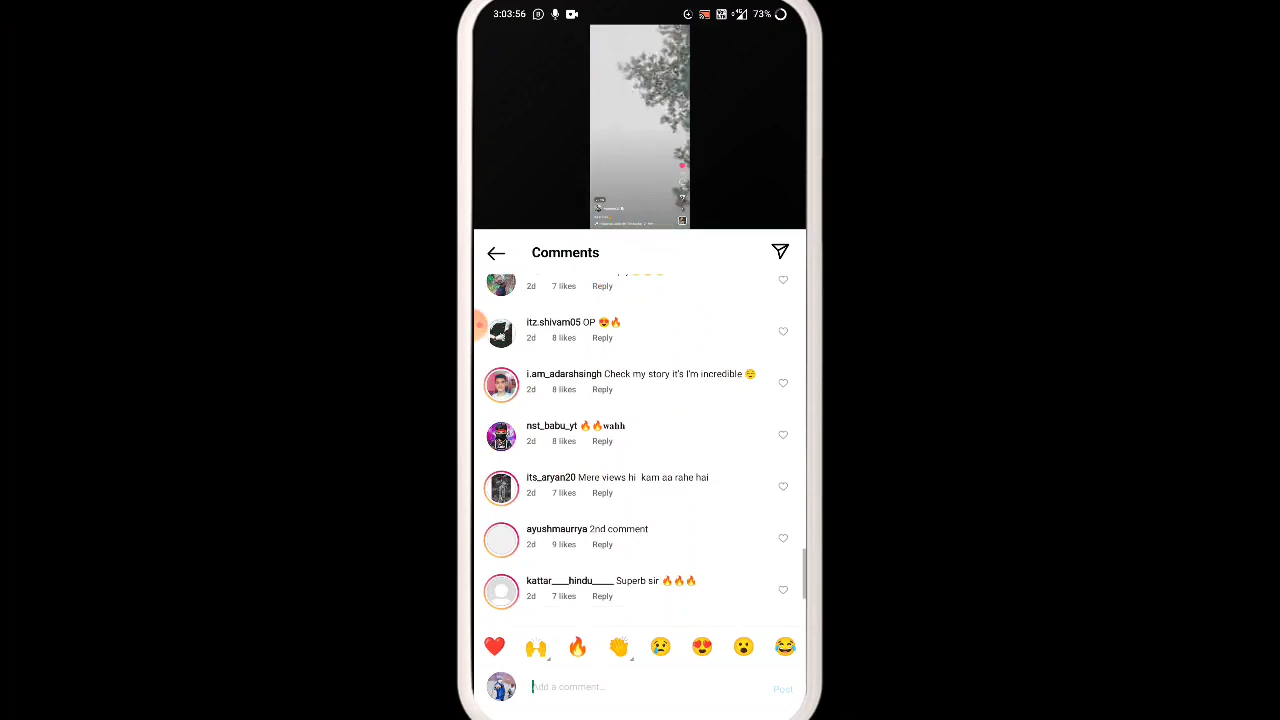 3:03:56
73%
Comments
2d 7 likes Reply
itz.shivam05 OP 😍🔥
2d 8 likes Reply
i.am_adarshsingh Check my story it's I'm incredible ☺️
2d 8 likes Reply
nst_babu_yt 🔥🔥𝐰𝐚𝐡𝐡
2d 8 likes Reply
its_aryan20 Mere views hi kam aa rahe hai
2d 7 likes Reply
ayushmaurrya 2nd comment
2d 9 likes Reply
kattar____hindu_____ Superb sir 🔥🔥🔥
2d 7 likes Reply
Add a comment...
Post